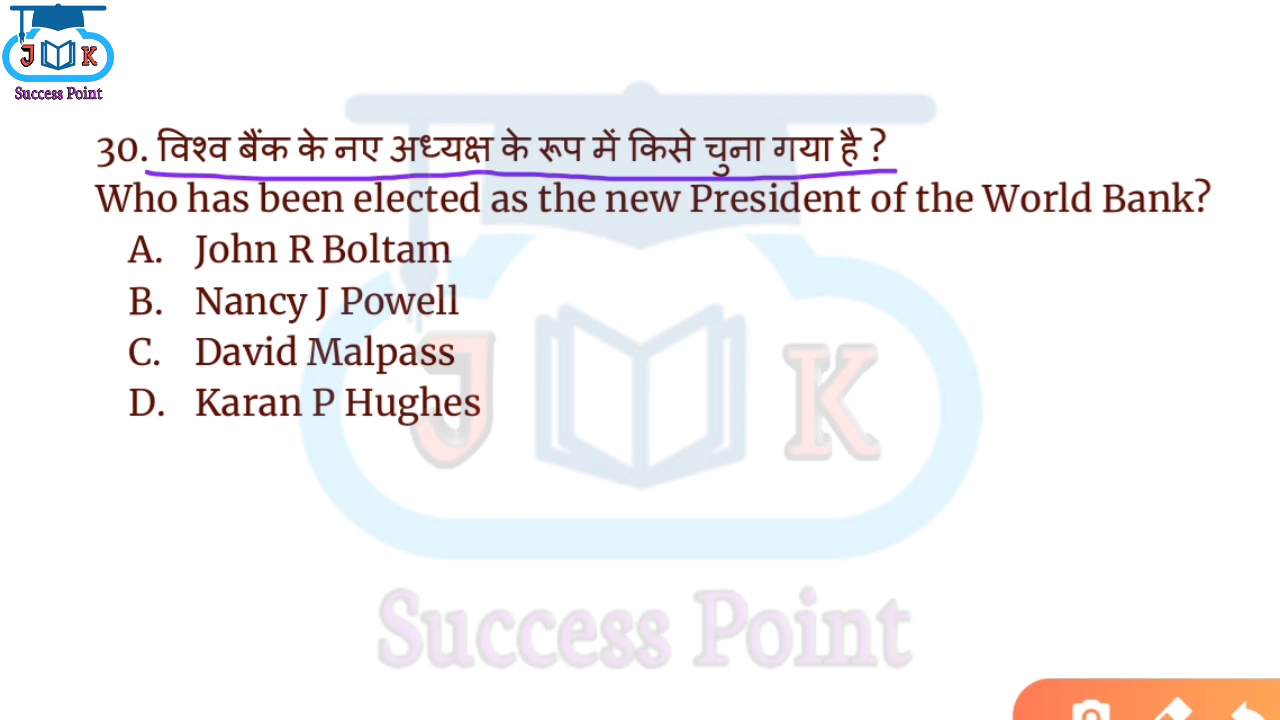 J K
Success Point
30. विश्व बैंक के नए अध्यक्ष के रूप में किसे चुना गया है ?
Who has been elected as the new President of the World Bank?
A. John R Boltam
B. Nancy J Powell
C. David Malpass
D. Karan P Hughes
J K
Success Point